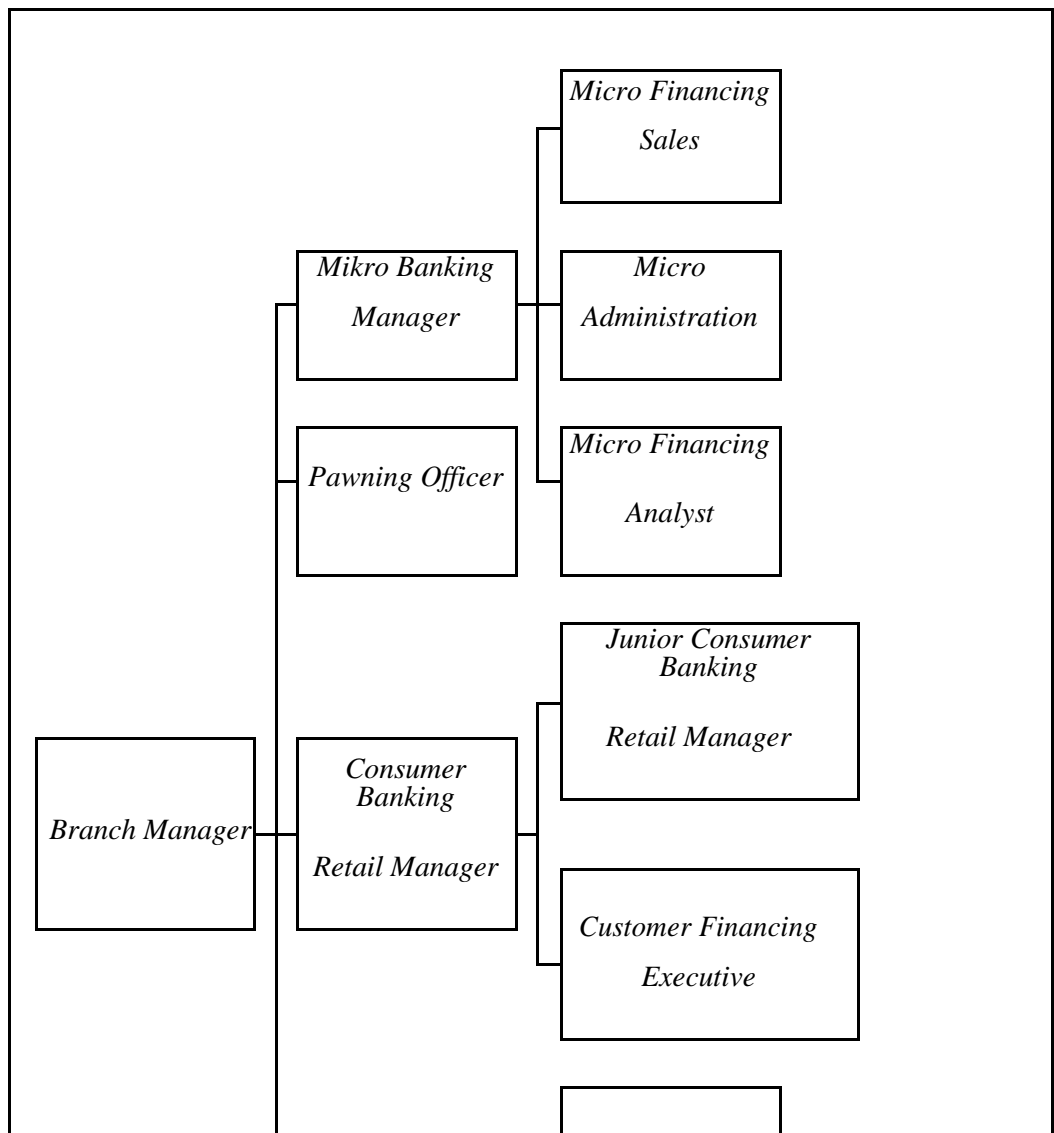 Micro Financing
Sales
Mikro Banking
Manager
Micro
Administration
Pawning Officer
Micro Financing
Analyst
Junior Consumer
Banking
Retail Manager
Branch Manager
Consumer
Banking
Retail Manager
Customer Financing
Executive